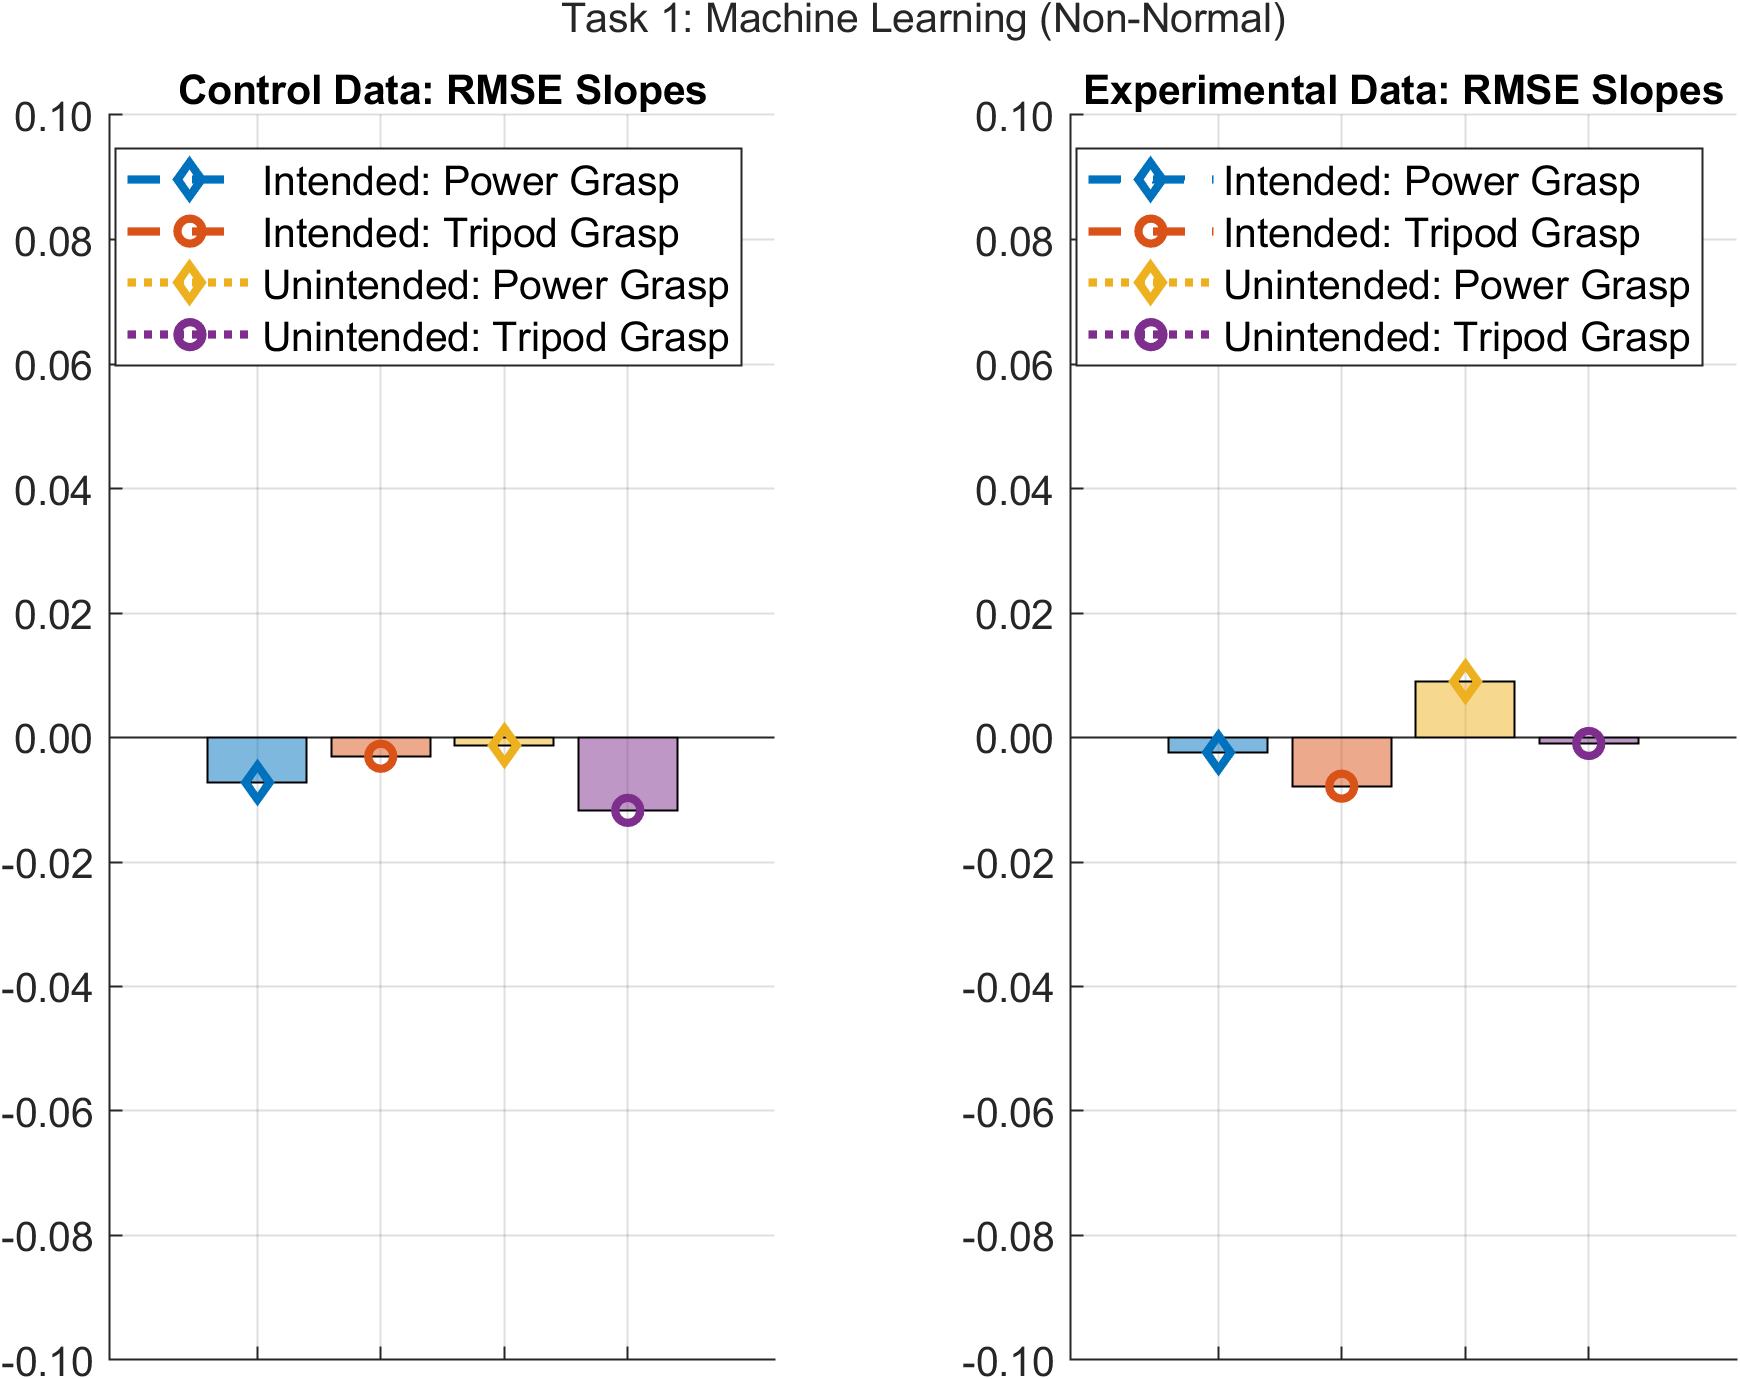 Task 1: Machine Learning (Non-Normal)
Control Data: RMSE Slopes
0.10
0.08
0.06
0.04
0.02
0.00
-0.02
-0.04
-0.06
-0.08
-0.10
Intended: Power Grasp
Intended: Tripod Grasp
Unintended: Power Grasp
Unintended: Tripod Grasp
Experimental Data: RMSE Slopes
0.10
0.08
0.06
0.04
0.02
0.00
-0.02
-0.04
-0.06
-0.08
-0.10
Intended: Power Grasp
Intended: Tripod Grasp
Unintended: Power Grasp
Unintended: Tripod Grasp